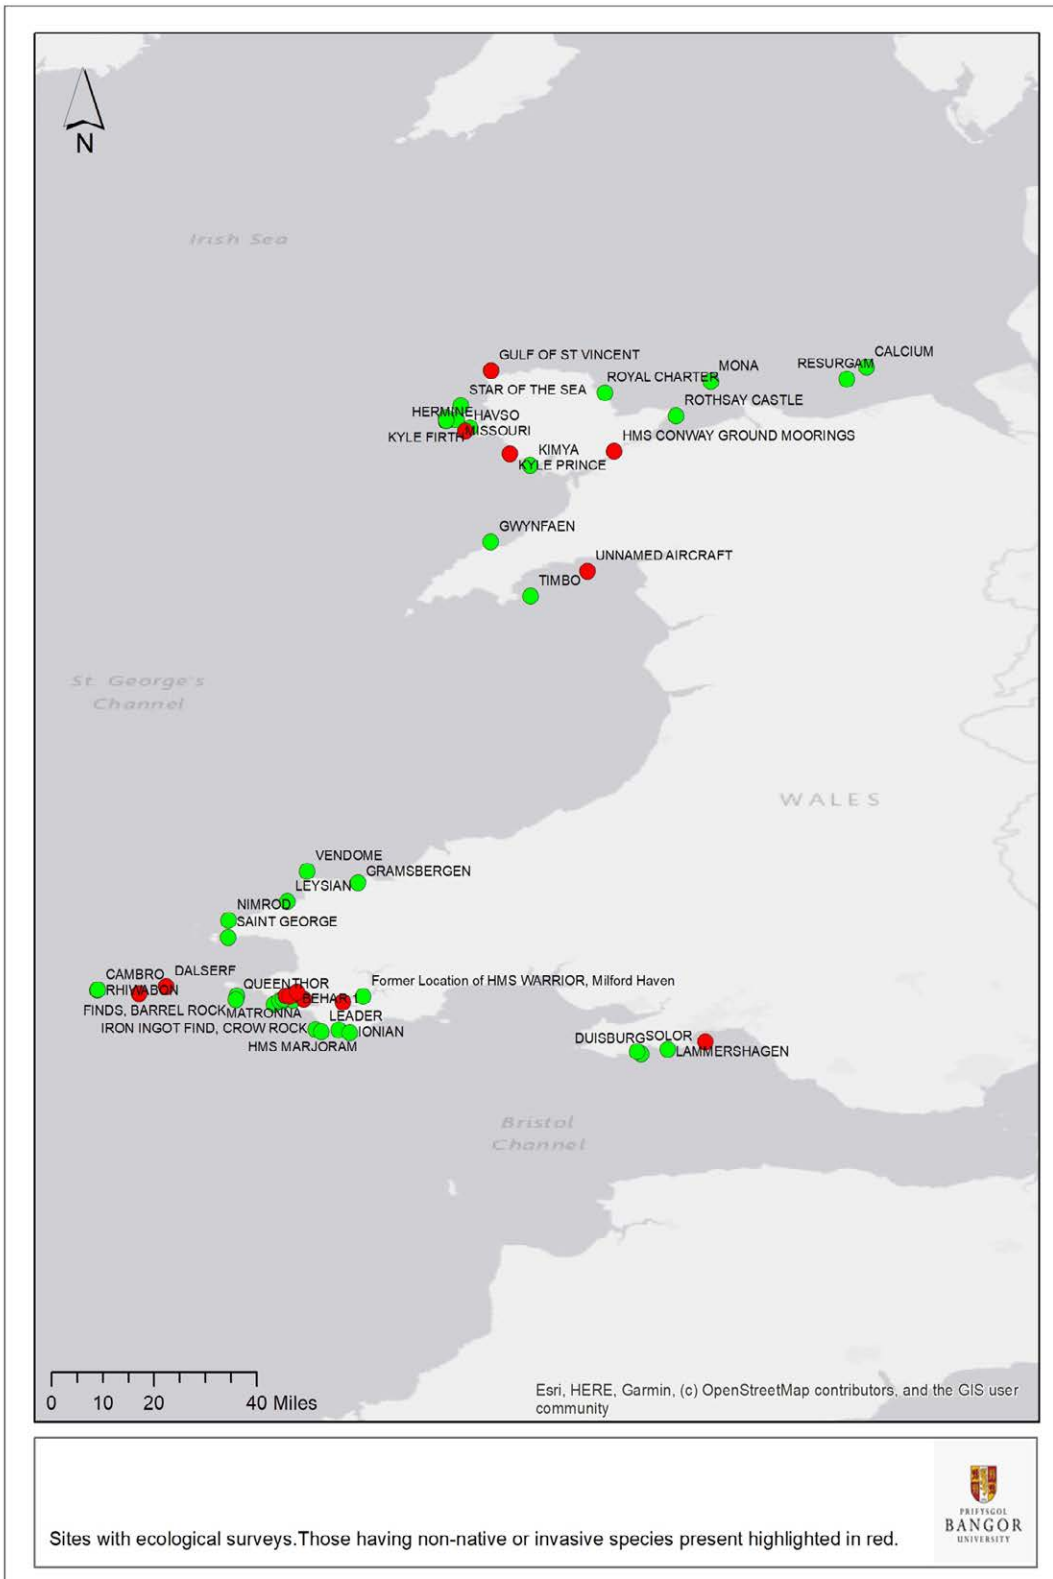 N
Irish Sea
GULF OF ST VINCENT
CALCIUM
MONA
RESURGAM
ROYAL CHARTER
STAR OF THE SEA
ROTHSAY CASTLE
HERMINE
HAVSO
KYLE FIRTH
MISSOURI
HMS CONWAY GROUND MOORINGS
KIMYA
KYLE PRINCE
GWYNFAEN
UNNAMED AIRCRAFT
TIMBO
St. George's
Channel
WALES
VENDOME
GRAMSBERGEN
LEYSIAN
NIMROD
SAINT GEORGE
CAMBRO
DALSERF
RHIWABON
QUEEN
THOR
Former Location of HMS WARRIOR, Milford Haven
BEHAR 1
FINDS, BARREL ROCK
MATRONNA
LEADER
IRON INGOT FIND, CROW ROCK
IONIAN
HMS MARJORAM
DUISBURG
SOLOR
LAMMERSHAGEN
Bristol
Channel
0 10 20 40 Miles
Esri, HERE, Garmin, (c) OpenStreetMap contributors, and the GIS user
community
Sites with ecological surveys.Those having non-native or invasive species present highlighted in red.
PRIFYSGOL
BANGOR
UNIVERSITY